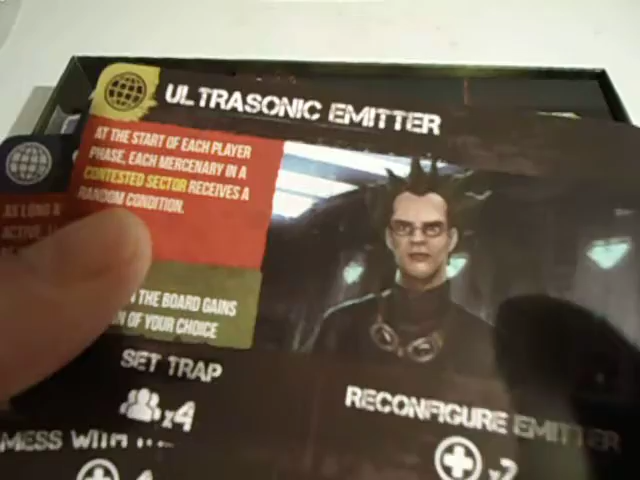 ULTRASONIC EMITTER
AT THE START OF EACH PLAYER
PHASE, EACH MERCENARY IN A
CONTESTED SECTOR RECEIVES A
RANDOM CONDITION.
THE BOARD GAINS
OF YOUR CHOICE
SET TRAP
x4
RECONFIGURE EMITTER
x2
MESS WITH ...
AS LONG